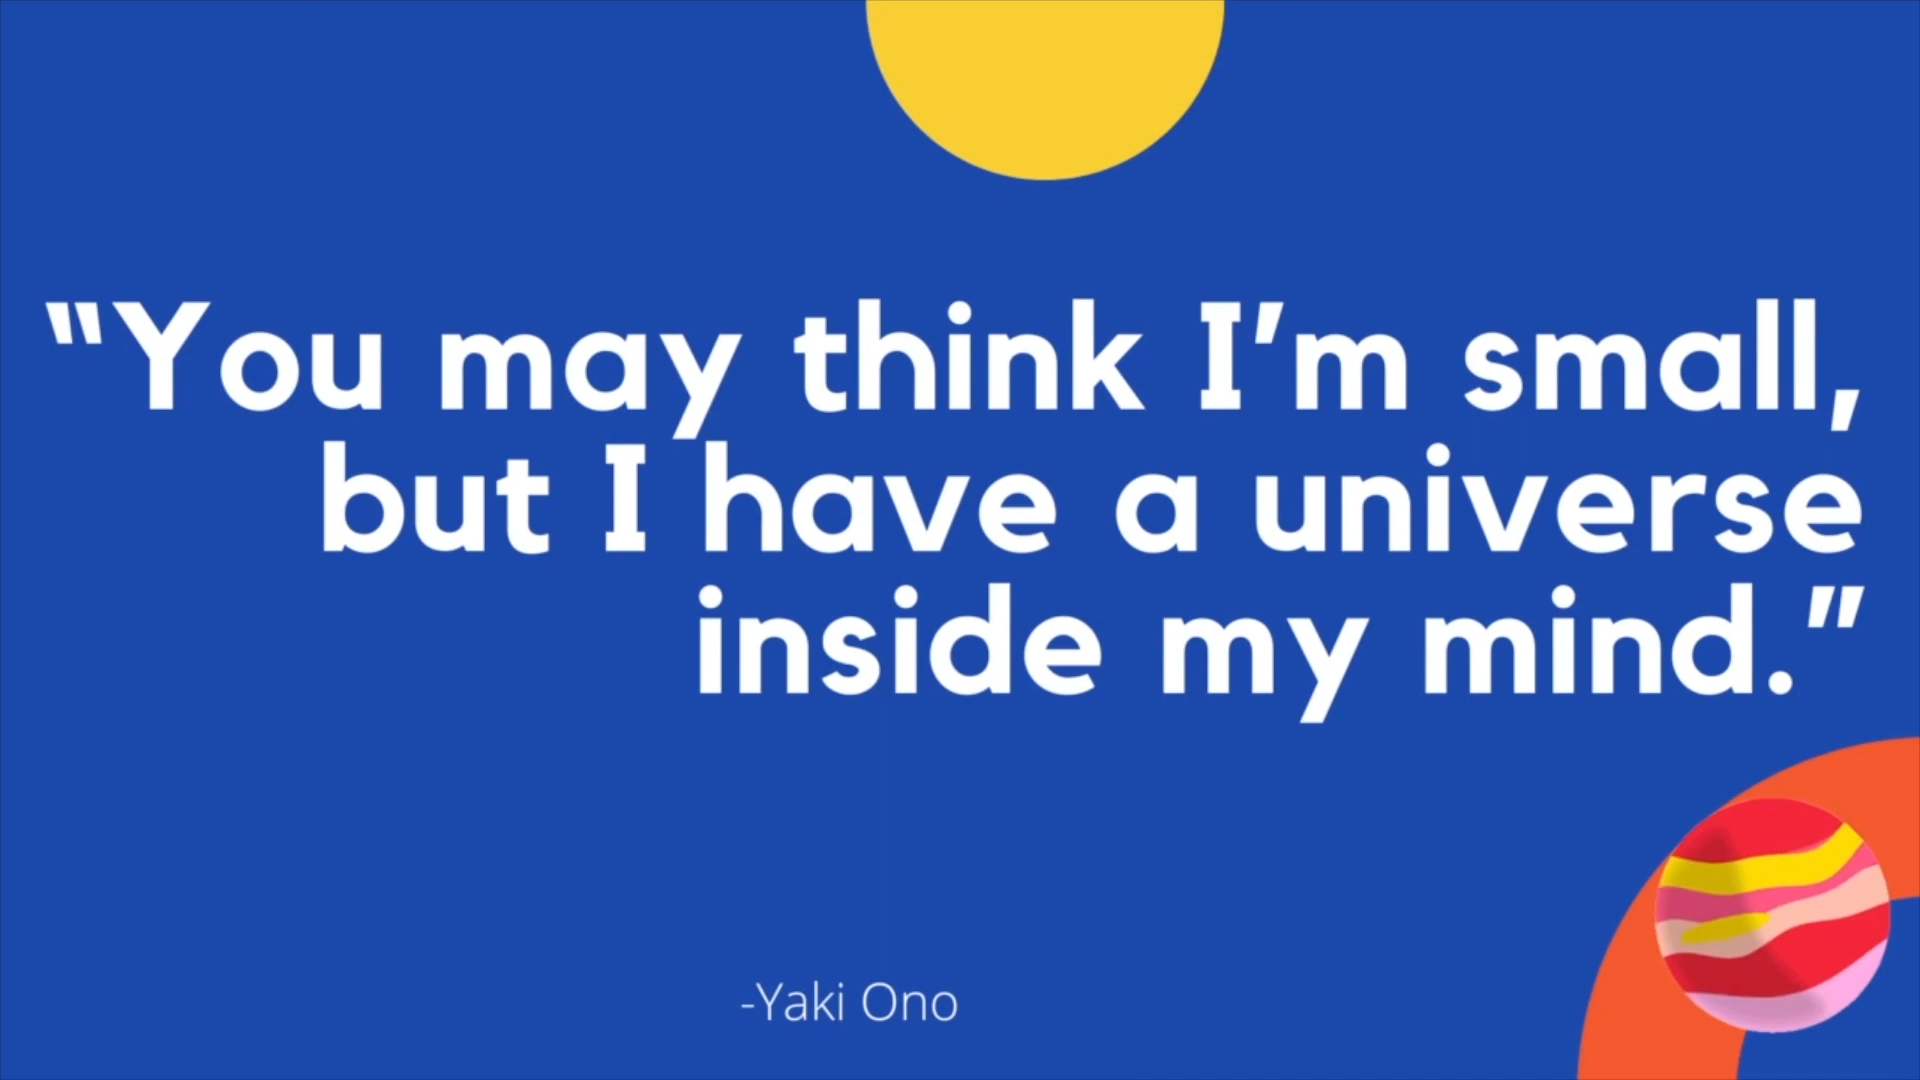 “You may think I’m small,
but I have a universe
inside my mind.”
-Yaki Ono